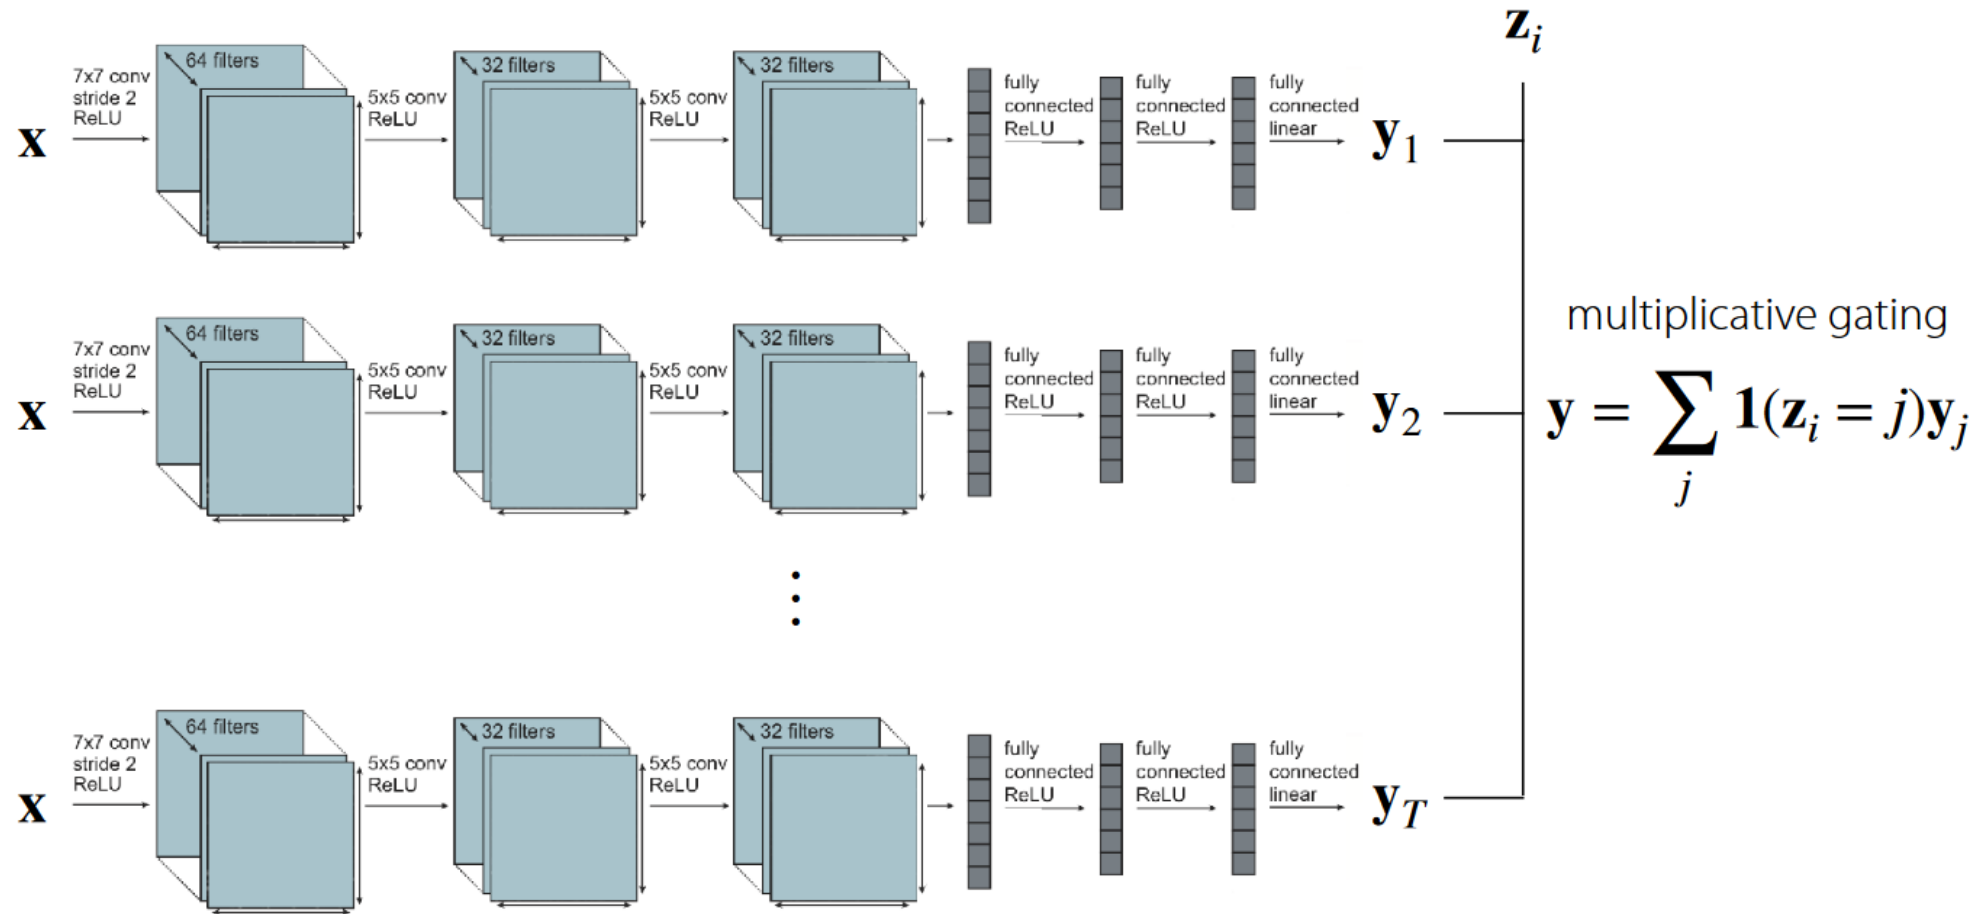 z_i
64 filters
32 filters
32 filters
7x7 conv
stride 2
ReLU
5x5 conv
ReLU
5x5 conv
ReLU
fully
connected
ReLU
fully
connected
ReLU
fully
connected
linear
x
y_1
multiplicative gating
64 filters
32 filters
32 filters
7x7 conv
stride 2
ReLU
5x5 conv
ReLU
5x5 conv
ReLU
fully
connected
ReLU
fully
connected
ReLU
fully
connected
linear
x
y_2
y = ∑_j 1(z_i = j)y_j
⋮
64 filters
32 filters
32 filters
7x7 conv
stride 2
ReLU
5x5 conv
ReLU
5x5 conv
ReLU
fully
connected
ReLU
fully
connected
ReLU
fully
connected
linear
x
y_T